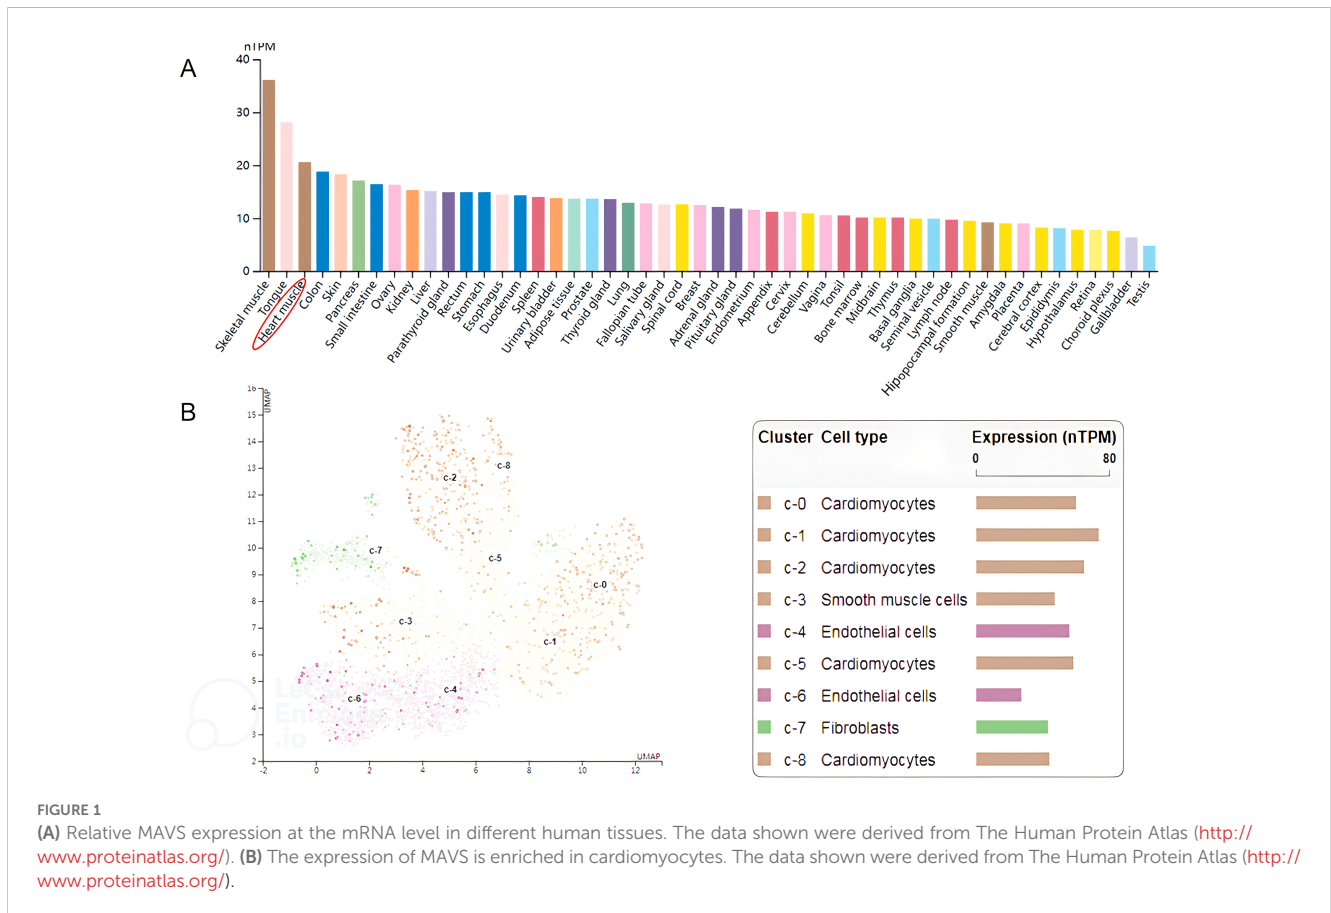 A
nTPM
40
30
20
10
0
Skeletal muscle
Tongue
Heart muscle
Colon
Skin
Pancreas
Small intestine
Ovary
Kidney
Liver
Parathyroid gland
Rectum
Stomach
Esophagus
Duodenum
Spleen
Urinary bladder
Adipose tissue
Prostate
Thyroid gland
Lung
Fallopian tube
Salivary gland
Spinal cord
Breast
Adrenal gland
Pituitary gland
Endometrium
Appendix
Cervix
Cerebellum
Vagina
Tonsil
Bone marrow
Midbrain
Thymus
Basal ganglia
Seminal vesicle
Lymph node
Hipopocampal formation
Smooth muscle
Amygdala
Placenta
Cerebral cortex
Epididymis
Hypothalamus
Retina
Choroid plexus
Gallbladder
Testis
B
UMAP
16
15
14
13
12
11
10
9
8
7
6
5
4
3
2
-2
0
2
4
6
8
10
12
UMAP
c-2
c-8
c-7
c-5
c-0
c-3
c-1
c-4
c-6
.io
Cluster Cell type Expression (nTPM)
0 80
c-0 Cardiomyocytes
c-1 Cardiomyocytes
c-2 Cardiomyocytes
c-3 Smooth muscle cells
c-4 Endothelial cells
c-5 Cardiomyocytes
c-6 Endothelial cells
c-7 Fibroblasts
c-8 Cardiomyocytes
FIGURE 1
(A) Relative MAVS expression at the mRNA level in different human tissues. The data shown were derived from The Human Protein Atlas (http://
www.proteinatlas.org/). (B) The expression of MAVS is enriched in cardiomyocytes. The data shown were derived from The Human Protein Atlas (http://
www.proteinatlas.org/).